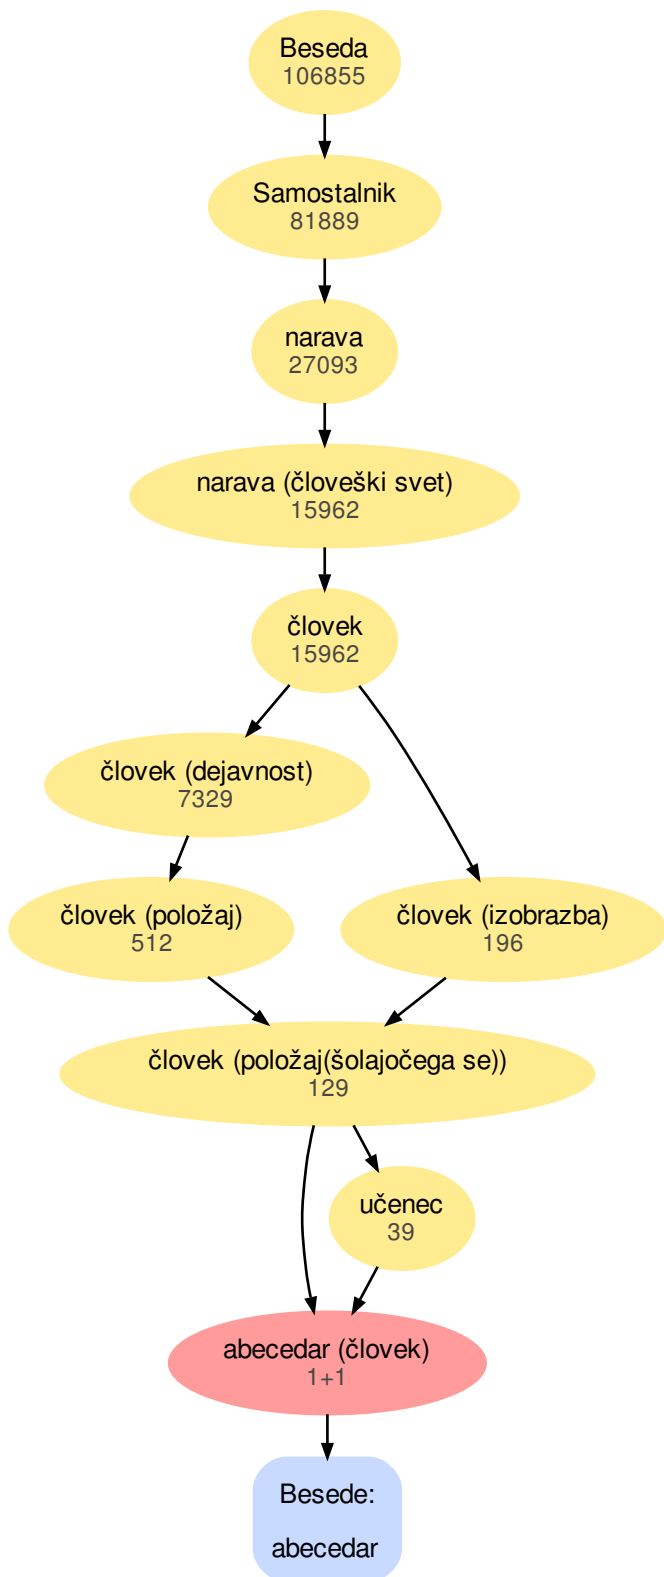 Beseda
106855
Samostalnik
81889
narava
27093
narava (človeški svet)
15962
človek
15962
človek (dejavnost)
7329
človek (položaj)
512
človek (izobrazba)
196
človek (položaj(šolajočega se))
129
učenec
39
abecedar (človek)
1+1
Besede:
abecedar